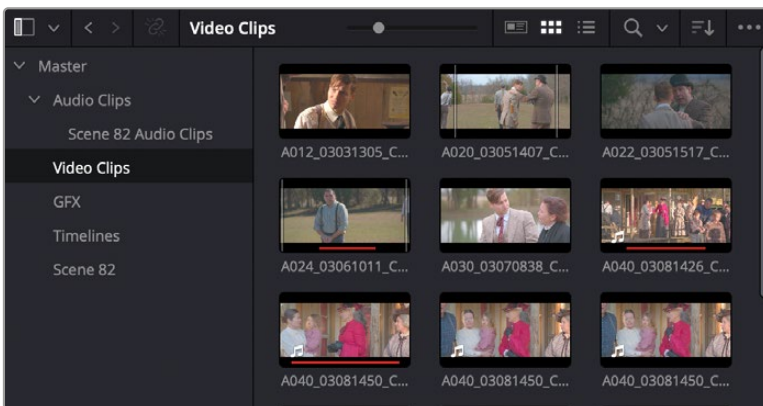 Video Clips
Master
Audio Clips
Scene 82 Audio Clips
Video Clips
GFX
Timelines
Scene 82
A012_03031305_C...
A020_03051407_C...
A022_03051517_C...
A024_03061011_C...
A030_03070838_C...
A040_03081426_C...
A040_03081450_C...
A040_03081450_C...
A040_03081450_C...